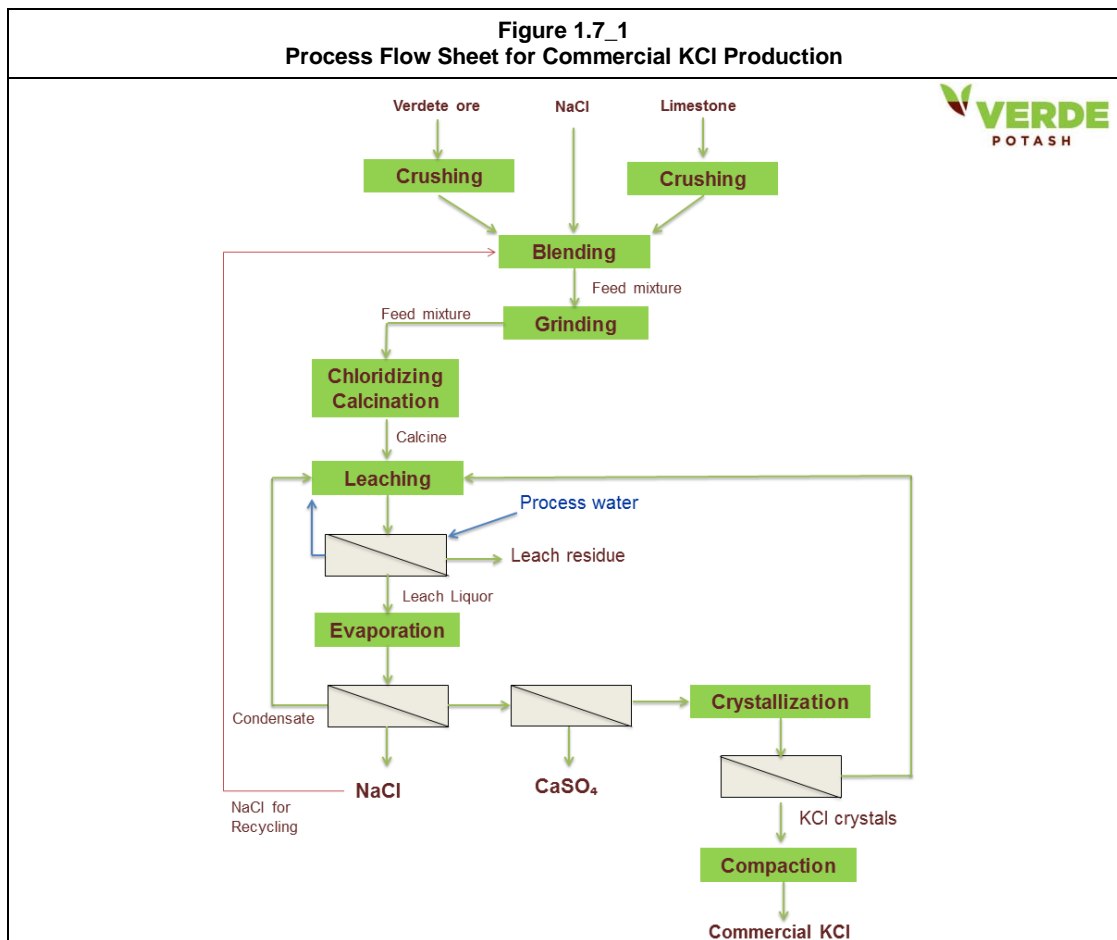 Figure 1.7_1
Process Flow Sheet for Commercial KCl Production
VERDE
POTASH
Verdete ore
NaCl
Limestone
Crushing
Crushing
Blending
Feed mixture
Feed mixture
Grinding
Chloridizing
Calcination
Calcine
Leaching
Process water
Leach residue
Leach Liquor
Evaporation
Crystallization
Condensate
NaCl
CaSO₄
NaCl for
Recycling
KCl crystals
Compaction
Commercial KCl